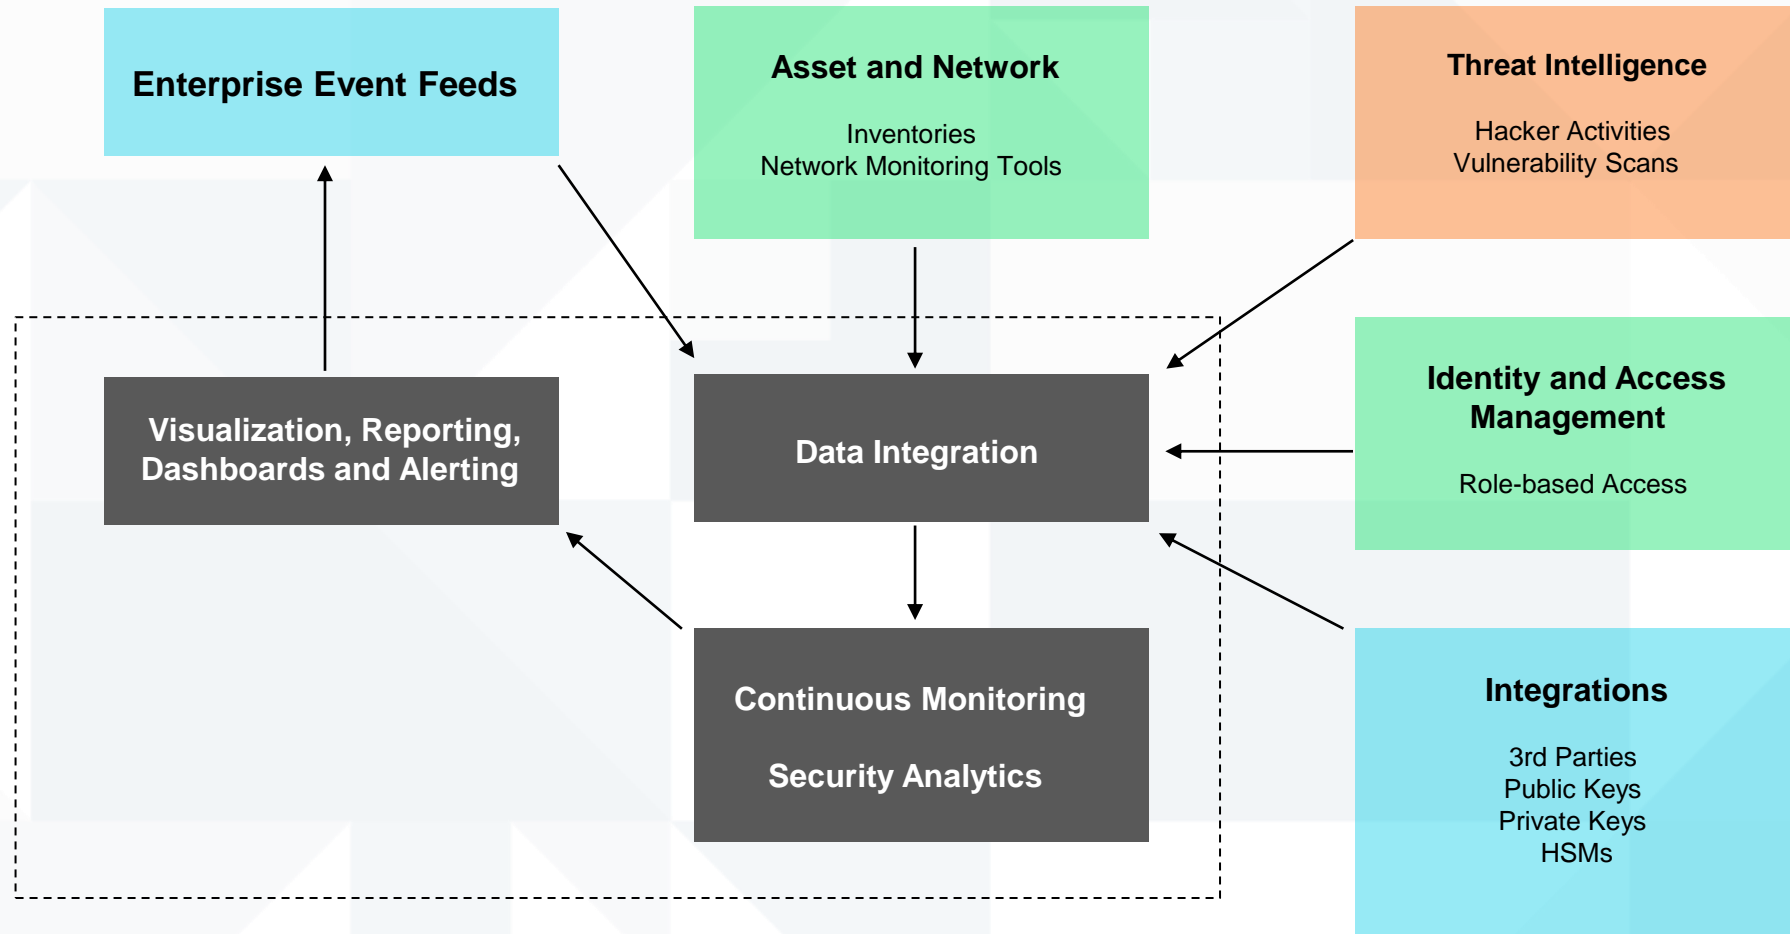 Enterprise Event Feeds
Asset and Network
Inventories
Network Monitoring Tools
Threat Intelligence
Hacker Activities
Vulnerability Scans
Visualization, Reporting,
Dashboards and Alerting
Data Integration
Identity and Access
Management
Role-based Access
Continuous Monitoring
Security Analytics
Integrations
3rd Parties
Public Keys
Private Keys
HSMs